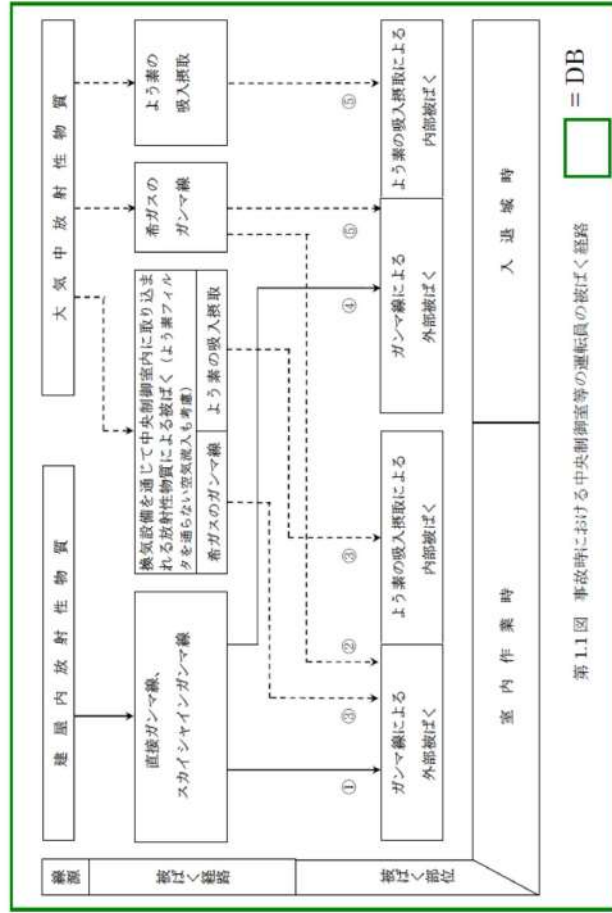 線源
建屋内放射性物質
大気中放射性物質
被ばく経路
直接ガンマ線、
スカイシャインガンマ線
換気設備を通じて中央制御室内に取り込ま
れる放射性物質による被ばく(よう素フィル
タを通らない空気流入も考慮)
希ガスのガンマ線
よう素の吸入摂取
希ガスの
ガンマ線
よう素の
吸入摂取
①
③
②
③
④
⑤
⑤
被ばく部位
ガンマ線による
外部被ばく
よう素の吸入摂取による
内部被ばく
ガンマ線による
外部被ばく
よう素の吸入摂取による
内部被ばく
室内作業時
入退域時
第1.1図 事故時における中央制御室等の運転員の被ばく経路
= DB